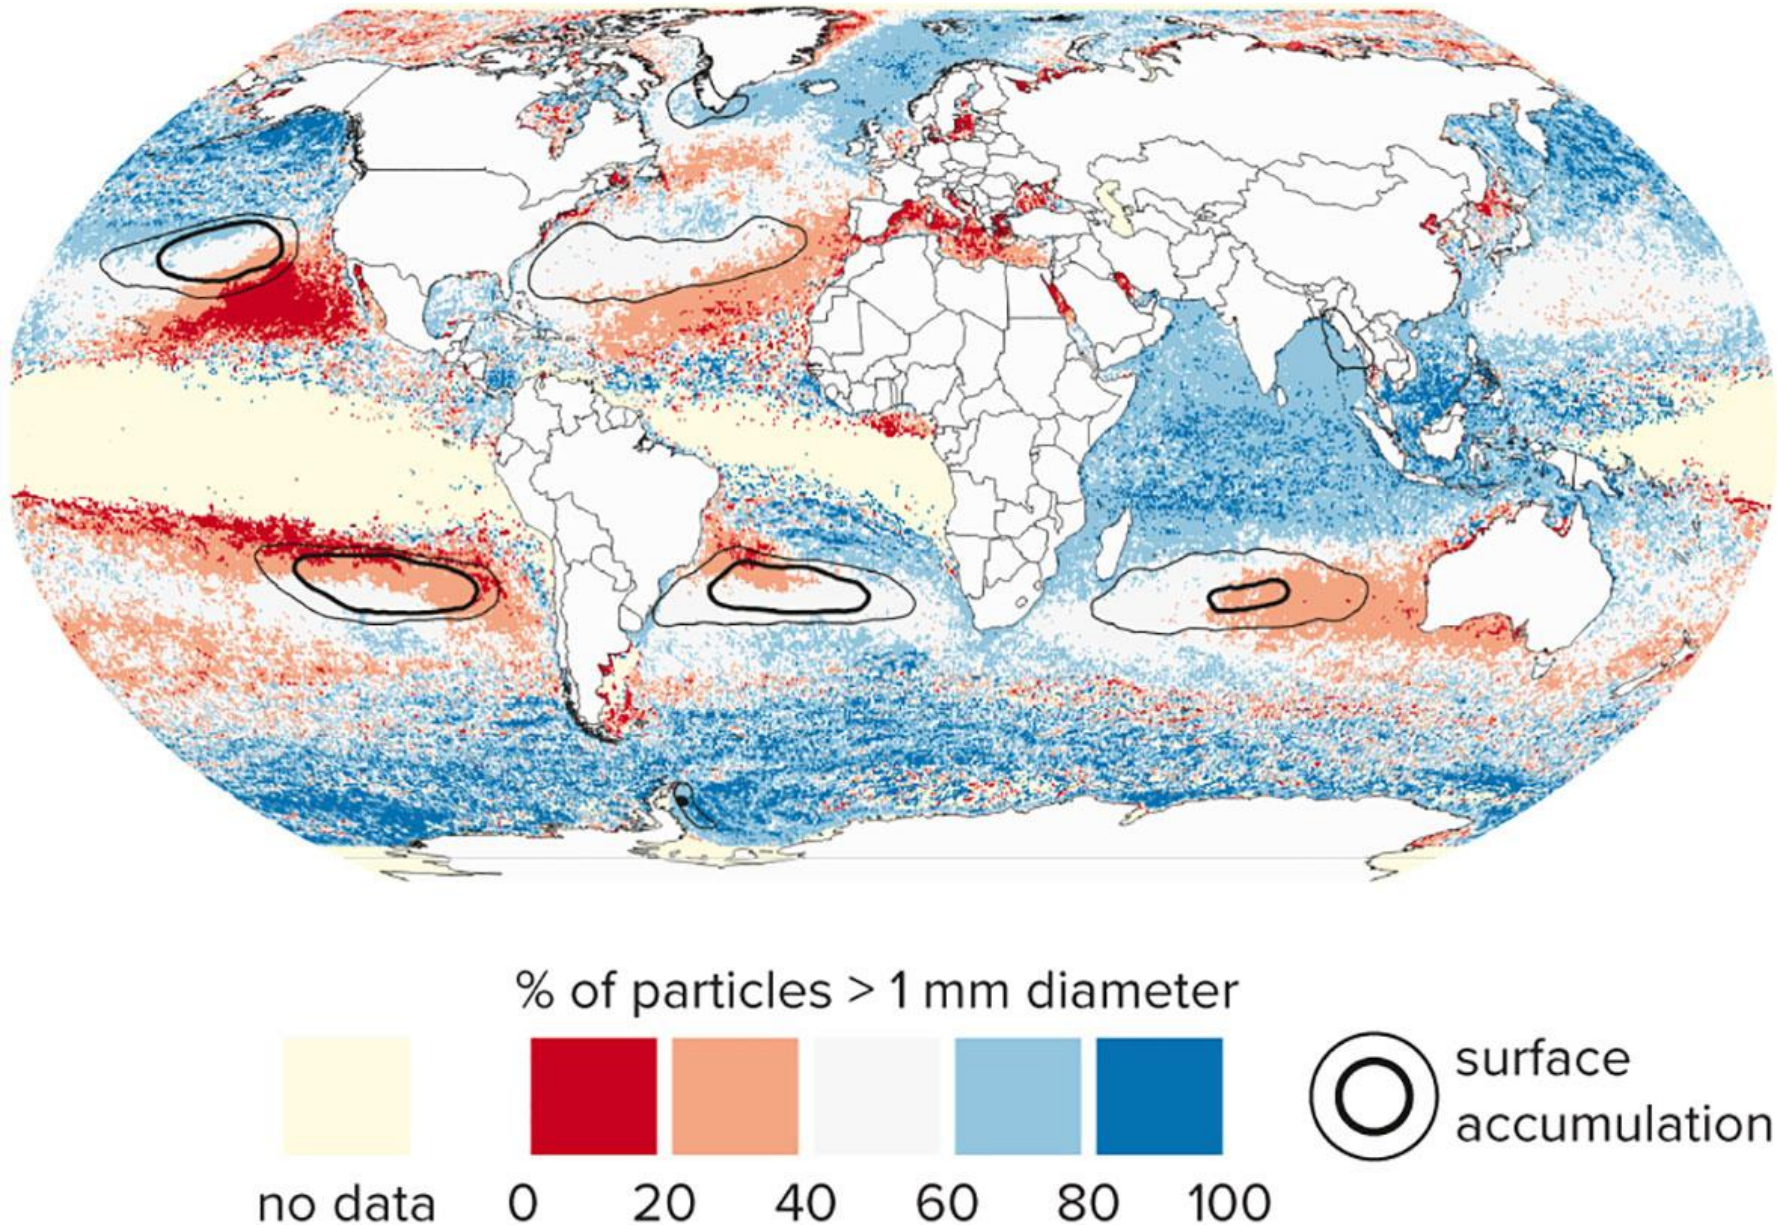 % of particles > 1 mm diameter
surface
accumulation
no data 0 20 40 60 80 100